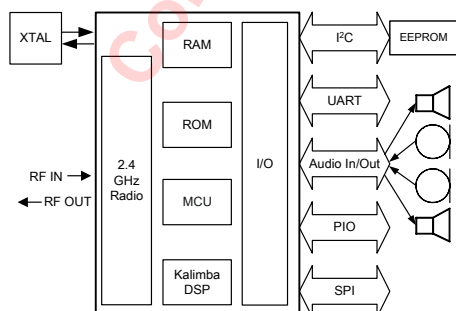 XTAL
RAM
I²C
EEPROM
UART
ROM
2.4
GHz
Radio
I/O
Audio In/Out
RF IN
RF OUT
MCU
PIO
Kalimba
DSP
SPI